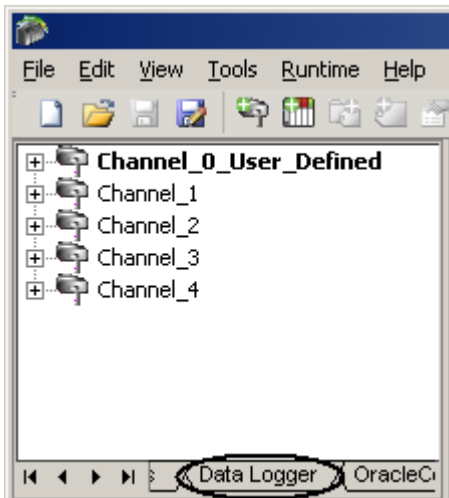 File Edit View Tools Runtime Help
Channel_0_User_Defined
Channel_1
Channel_2
Channel_3
Channel_4
Data Logger OracleC